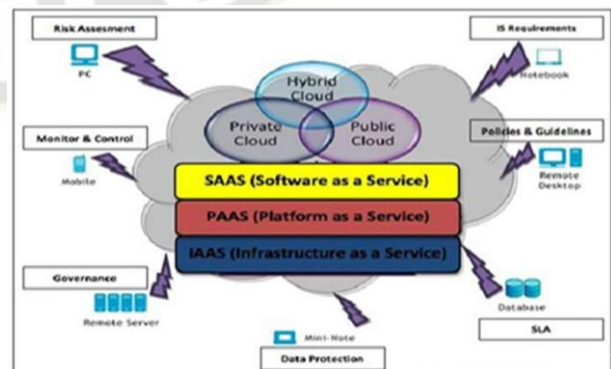 Risk Assesment
PC
IS Requirements
Notebook
Hybrid
Cloud
Private
Cloud
Public
Cloud
Monitor & Control
Mobile
Policies & Guidelines
Remote
Desktop
SAAS (Software as a Service)
PAAS (Platform as a Service)
IAAS (Infrastructure as a Service)
Governance
Remote Server
Database
SLA
Mini-Note
Data Protection